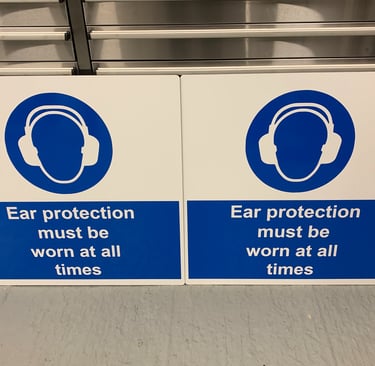 Ear protection
must be
worn at all
times
Ear protection
must be
worn at all
times